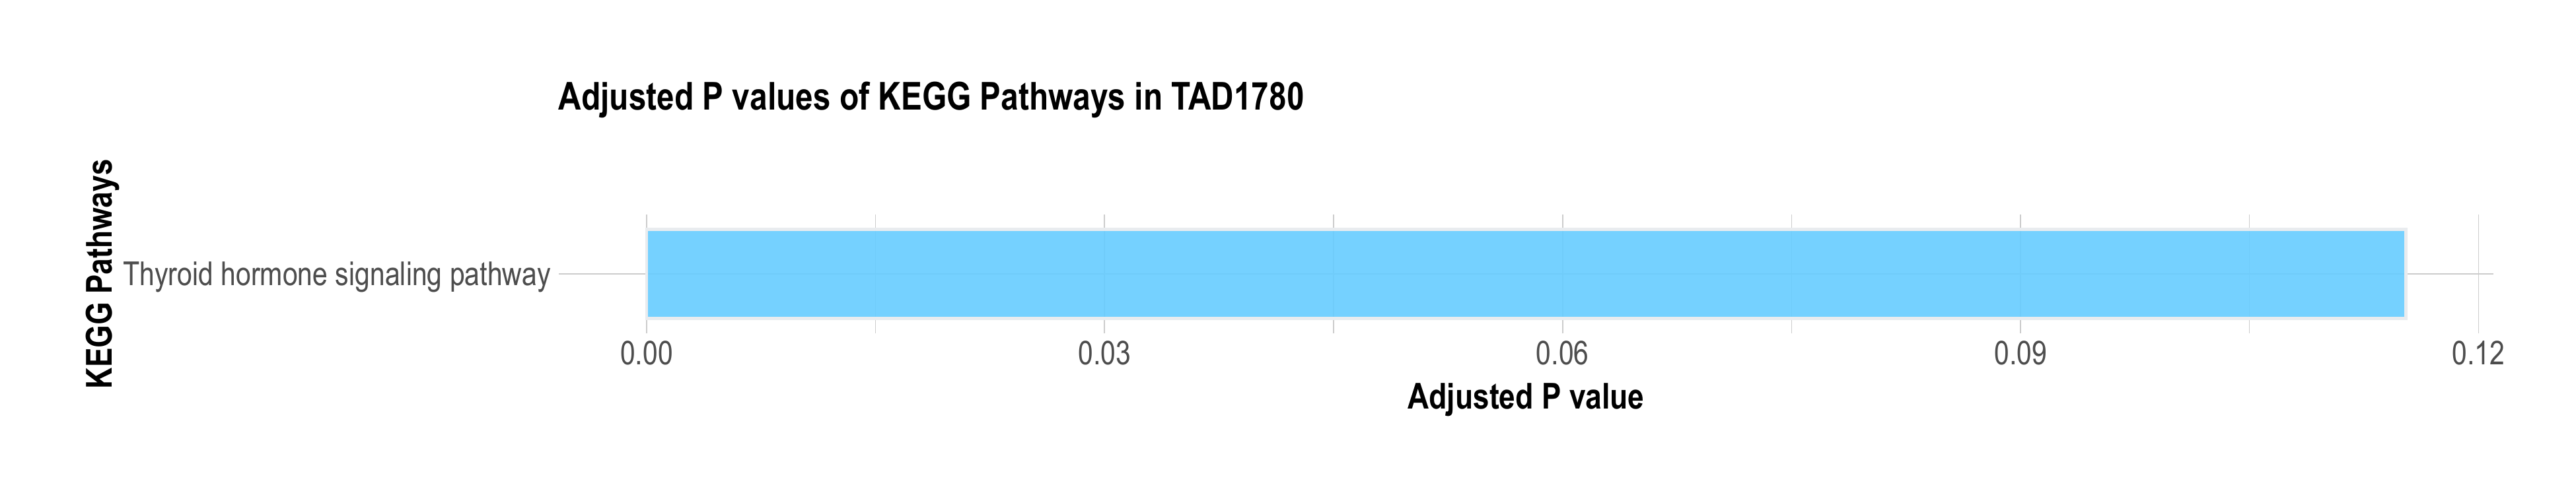 Adjusted P values of KEGG Pathways in TAD1780
KEGG Pathways
Thyroid hormone signaling pathway
0.00 0.03 0.06 0.09 0.12
Adjusted P value